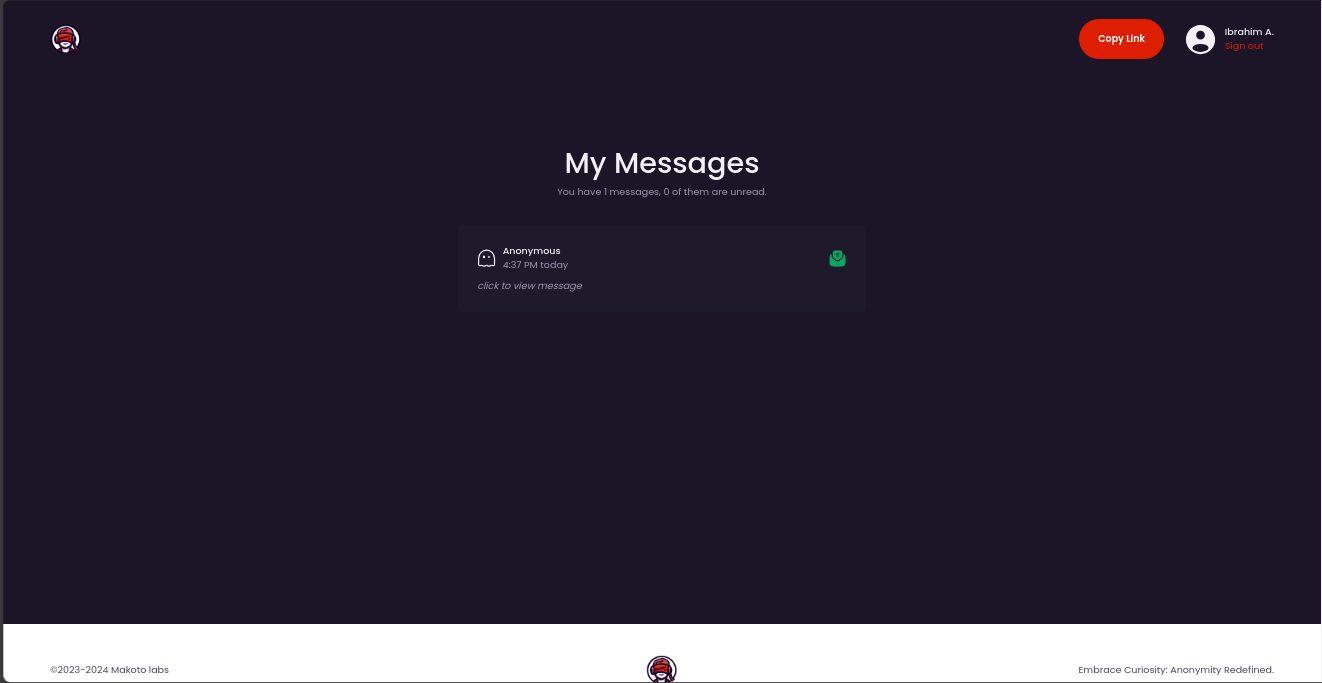 Copy Link
Ibrahim A.
Sign out
My Messages
You have 1 messages, 0 of them are unread.
Anonymous
4:37 PM today
click to view message
©2023-2024 Makoto labs
Embrace Curiosity: Anonymity Redefined.